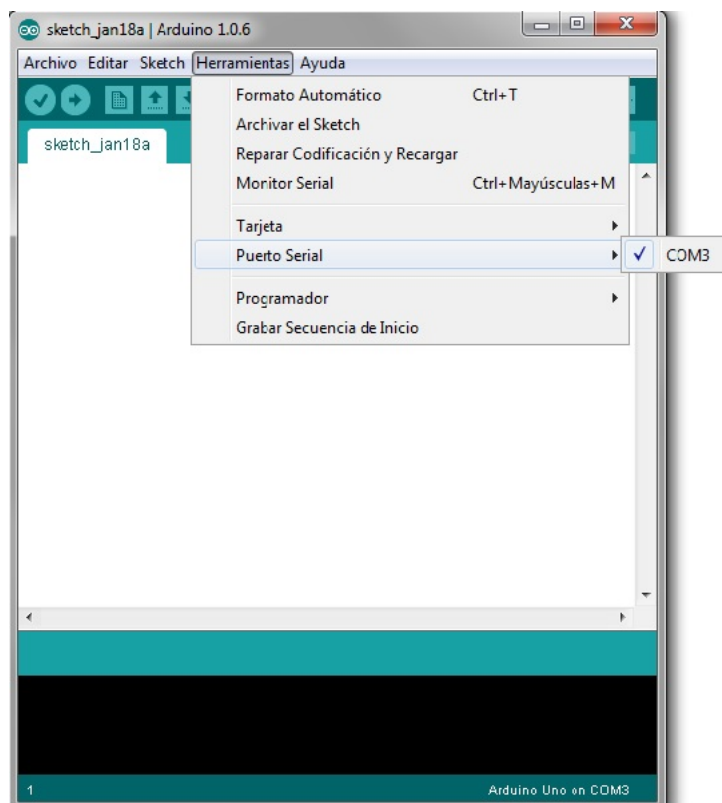 sketch_jan18a | Arduino 1.0.6
Archivo Editar Sketch Herramientas Ayuda
sketch_jan18a
Formato Automático Ctrl+T
Archivar el Sketch
Reparar Codificación y Recargar
Monitor Serial Ctrl+Mayúsculas+M
Tarjeta
Puerto Serial
COM3
Programador
Grabar Secuencia de Inicio
1 Arduino Uno on COM3